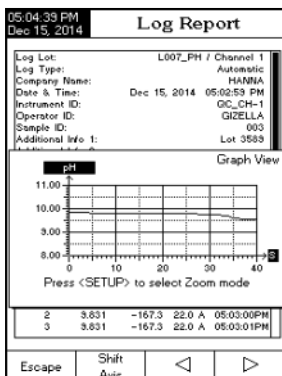 05:04:39 PM
Dec 15, 2014
Log Report
Log Lot: L007_PH / Channel 1
Log Type: Automatic
Company Name: HANNA
Date & Time: Dec 15, 2014 05:02:59 PM
Instrument ID: QC_CH-1
Operator ID: GIZELLA
Sample ID: 003
Additional Info 1: Lot 3589
Graph View
pH
11.00
10.00
9.00
8.00
0 10 20 30 40 S
Press <SETUP> to select Zoom mode
2 9.831 -167.3 22.0 A 05:03:00PM
3 9.831 -167.3 22.0 A 05:03:01PM
Escape
Shift
Axis